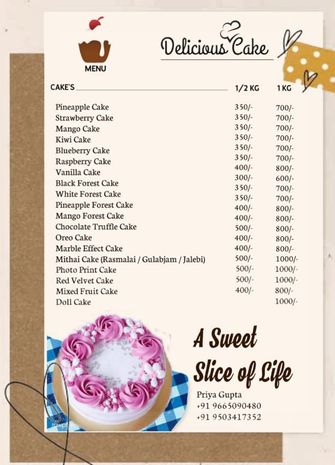 MENU
Delicious Cake
CAKE'S 1/2 KG 1 KG
Pineapple Cake 350/- 700/-
Strawberry Cake 350/- 700/-
Mango Cake 350/- 700/-
Kiwi Cake 350/- 700/-
Blueberry Cake 350/- 700/-
Raspberry Cake 400/- 800/-
Vanilla Cake 300/- 600/-
Black Forest Cake 350/- 700/-
White Forest Cake 350/- 700/-
Pineapple Forest Cake 400/- 800/-
Mango Forest Cake 400/- 800/-
Chocolate Truffle Cake 500/- 800/-
Oreo Cake 400/- 800/-
Marble Effect Cake 400/- 800/-
Mithai Cake (Rasmalai / Gulabjam / Jalebi) 500/- 1000/-
Photo Print Cake 500/- 1000/-
Red Velvet Cake 500/- 1000/-
Mixed Fruit Cake 400/- 800/-
Doll Cake 1000/-
A Sweet
Slice of Life
Priya Gupta
+91 9665090480
+91 9503417352